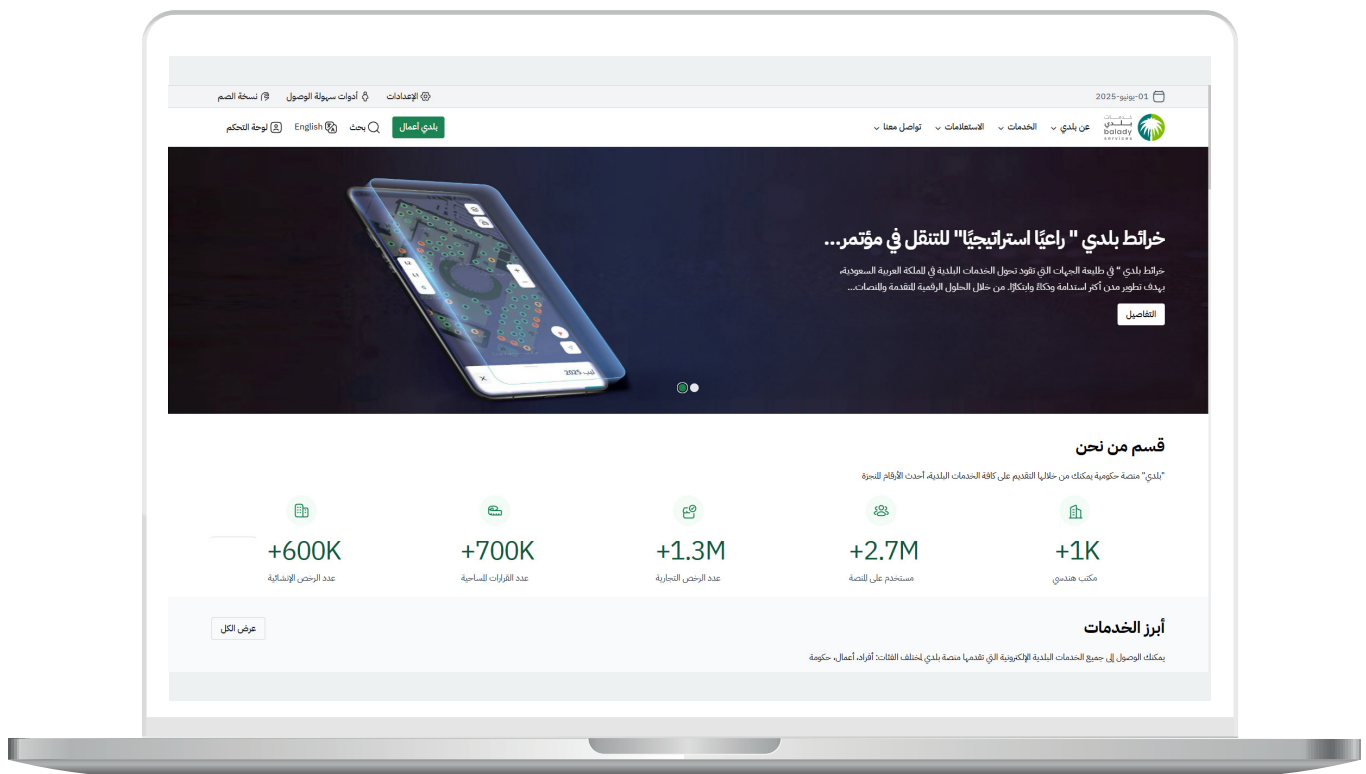 01-يونيو-2025
الإعدادات
أدوات سهولة الوصول
نسخة الصم
خدمات
بلدي
balady
services
عن بلدي
الخدمات
الاستعلامات
تواصل معنا
بلدي أعمال
بحث
English
لوحة التحكم
خرائط بلدي " راعيًا استراتيجيًا" للتنقل في مؤتمر...
خرائط بلدي " في طليعة الجهات التي تقود تحول الخدمات البلدية في المملكة العربية السعودية،
بهدف تطوير مدن أكثر استدامة وذكاءً وابتكارًا. من خلال الحلول الرقمية المتقدمة والمنصات...
التفاصيل
ليب 2025
قسم من نحن
"بلدي" منصة حكومية يمكنك من خلالها التقديم على كافة الخدمات البلدية، أحدث الأرقام المنجزة
+1K
مكتب هندسي
+2.7M
مستخدم على المنصة
+1.3M
عدد الرخص التجارية
+700K
عدد القرارات المساحية
+600K
عدد الرخص الإنشائية
أبرز الخدمات
عرض الكل
يمكنك الوصول إلى جميع الخدمات البلدية الإلكترونية التي تقدمها منصة بلدي لمختلف الفئات: أفراد، أعمال، حكومة